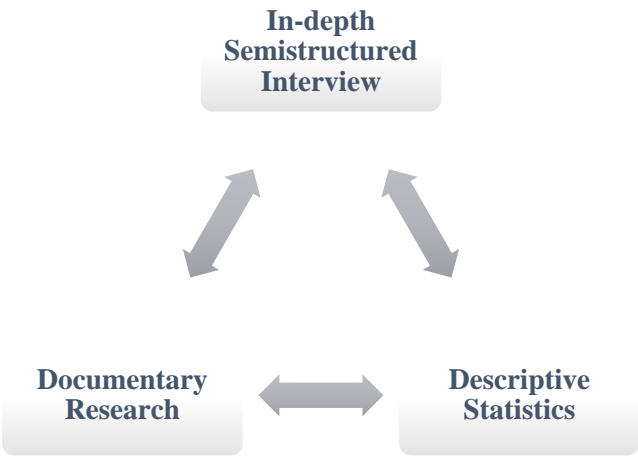 In-depth
Semistructured
Interview
Documentary
Research
Descriptive
Statistics